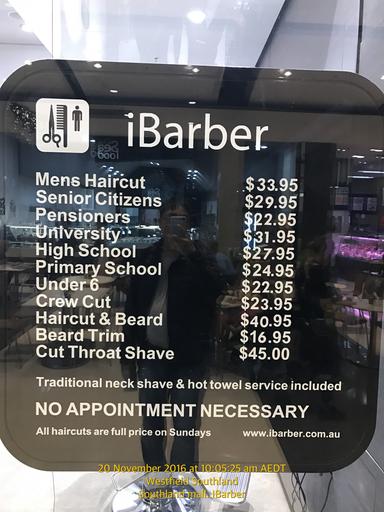 iBarber
Mens Haircut $33.95
Senior Citizens $29.95
Pensioners $22.95
University $31.95
High School $27.95
Primary School $24.95
Under 6 $22.95
Crew Cut $23.95
Haircut & Beard $40.95
Beard Trim $16.95
Cut Throat Shave $45.00
Traditional neck shave & hot towel service included
NO APPOINTMENT NECESSARY
All haircuts are full price on Sundays www.ibarber.com.au
20 November 2016 at 10:05:25 am AEDT
Westfield Southland
Southland mall. IBarber